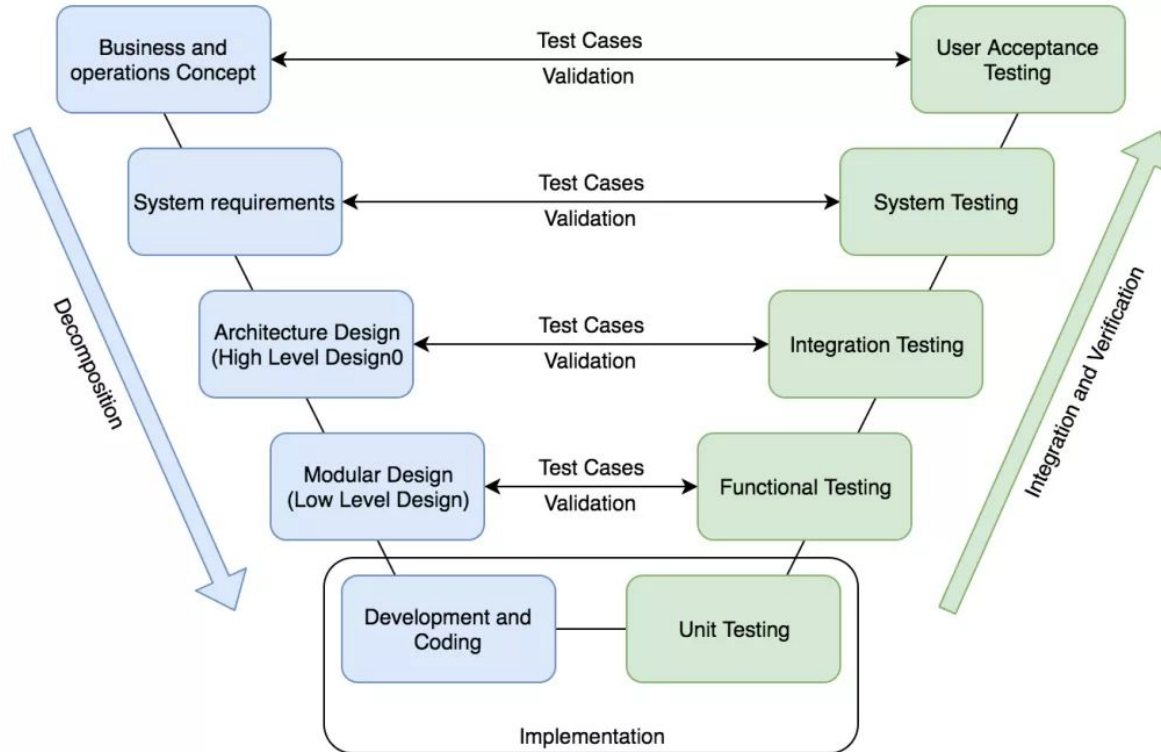 Business and
operations Concept
Test Cases
Validation
User Acceptance
Testing
System requirements
Test Cases
Validation
System Testing
Decomposition
Architecture Design
(High Level Design0
Test Cases
Validation
Integration Testing
Integration and Verification
Modular Design
(Low Level Design)
Test Cases
Validation
Functional Testing
Development and
Coding
Unit Testing
Implementation